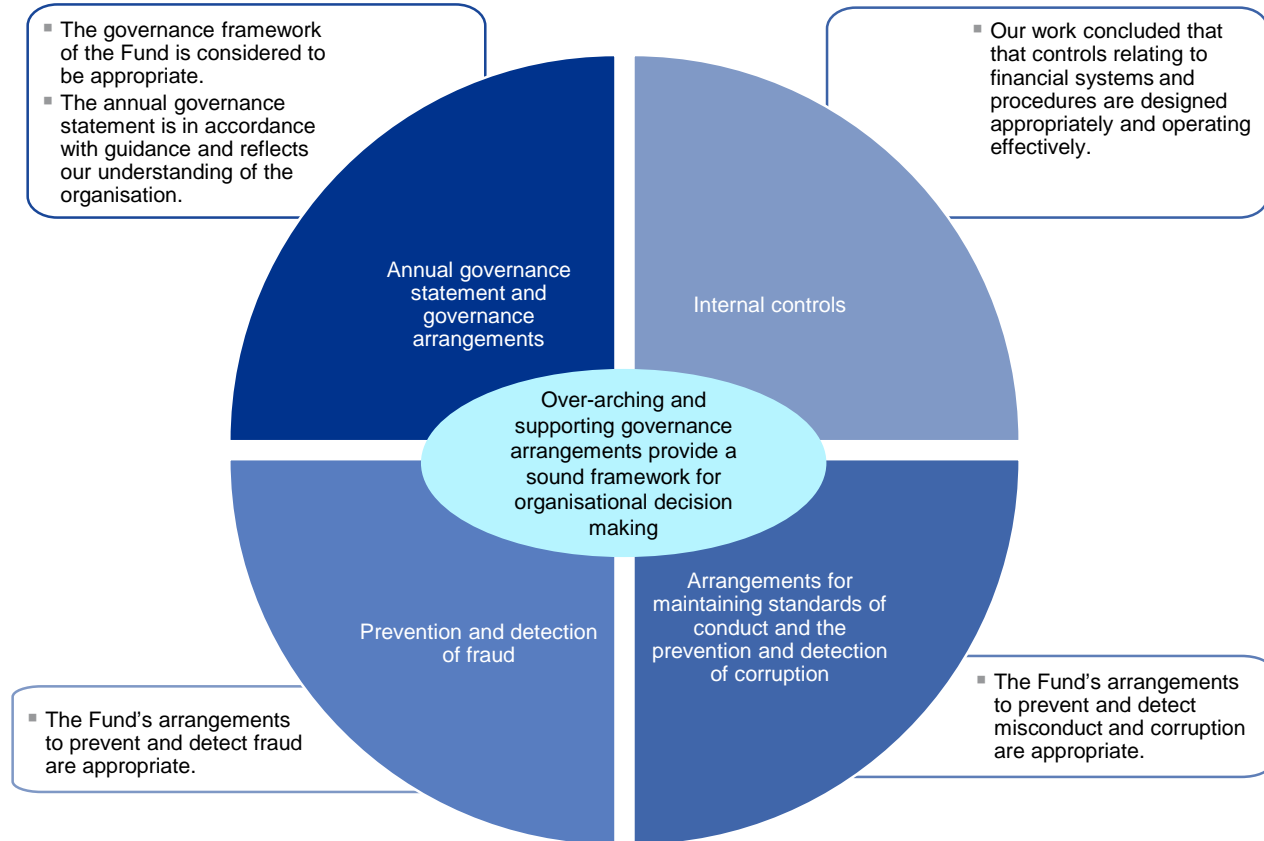 ▪ The governance framework
of the Fund is considered to
be appropriate.
▪ The annual governance
statement is in accordance
with guidance and reflects
our understanding of the
organisation.
▪ Our work concluded that
that controls relating to
financial systems and
procedures are designed
appropriately and operating
effectively.
Annual governance
statement and
governance
arrangements
Internal controls
Over-arching and
supporting governance
arrangements provide a
sound framework for
organisational decision
making
Prevention and detection
of fraud
Arrangements for
maintaining standards of
conduct and the
prevention and detection
of corruption
▪ The Fund’s arrangements
to prevent and detect fraud
are appropriate.
▪ The Fund’s arrangements
to prevent and detect
misconduct and corruption
are appropriate.